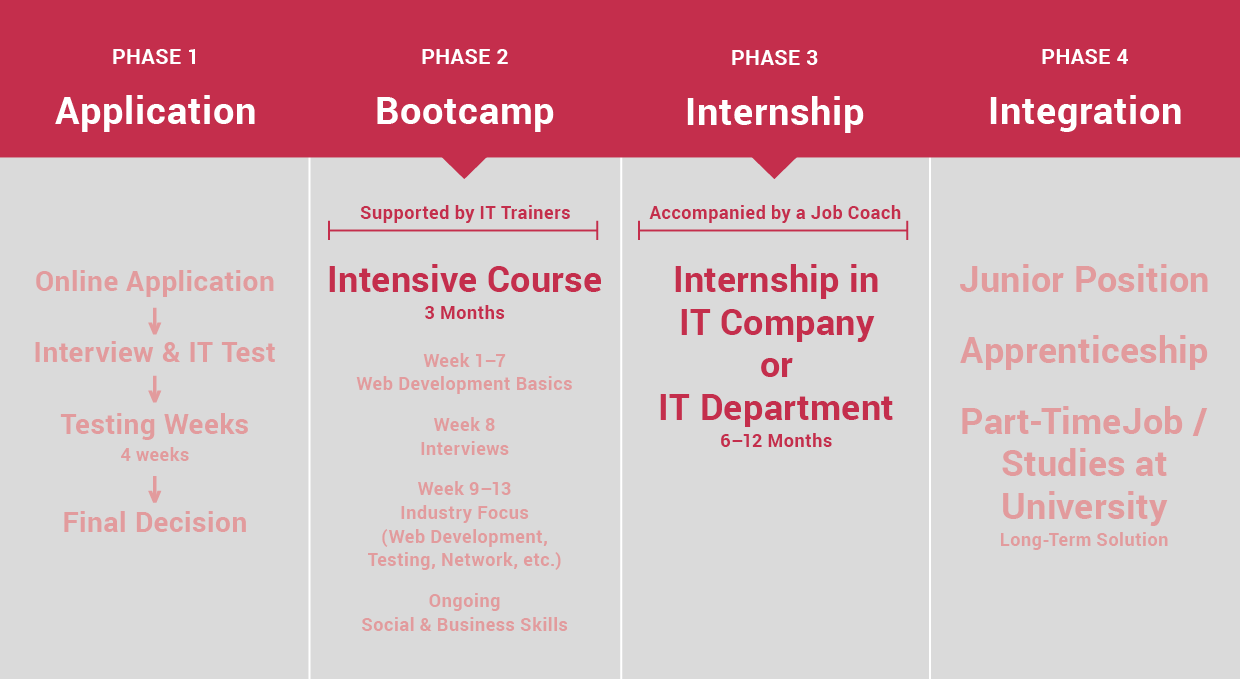 PHASE 1
Application
Online Application
Interview & IT Test
Testing Weeks
4 weeks
Final Decision
PHASE 2
Bootcamp
Supported by IT Trainers
Intensive Course
3 Months
Week 1–7
Web Development Basics
Week 8
Interviews
Week 9–13
Industry Focus
(Web Development,
Testing, Network, etc.)
Ongoing
Social & Business Skills
PHASE 3
Internship
Accompanied by a Job Coach
Internship in
IT Company
or
IT Department
6–12 Months
PHASE 4
Integration
Junior Position
Apprenticeship
Part-TimeJob /
Studies at
University
Long-Term Solution